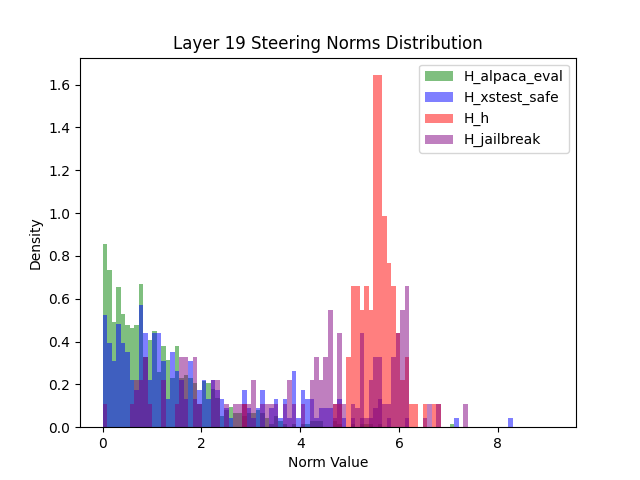 Layer 19 Steering Norms Distribution
H_alpaca_eval
H_xstest_safe
H_h
H_jailbreak
Density
1.6
1.4
1.2
1.0
0.8
0.6
0.4
0.2
0.0
0 2 4 6 8
Norm Value